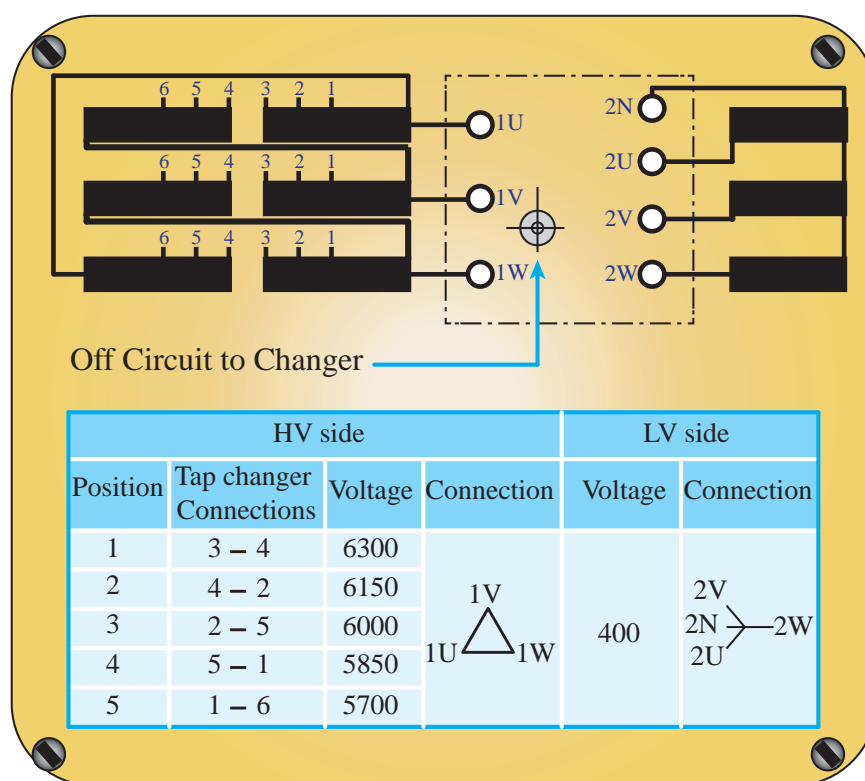 6 5 4 3 2 1
1U
2N
2U
6 5 4 3 2 1
1V
2V
6 5 4 3 2 1
1W
2W
Off Circuit to Changer
HV side LV side
Position Tap changer Connections Voltage Connection Voltage Connection
1 3 – 4 6300
2 4 – 2 6150
3 2 – 5 6000
4 5 – 1 5850
5 1 – 6 5700
1V
1U 1W
400
2V
2N 2W
2U